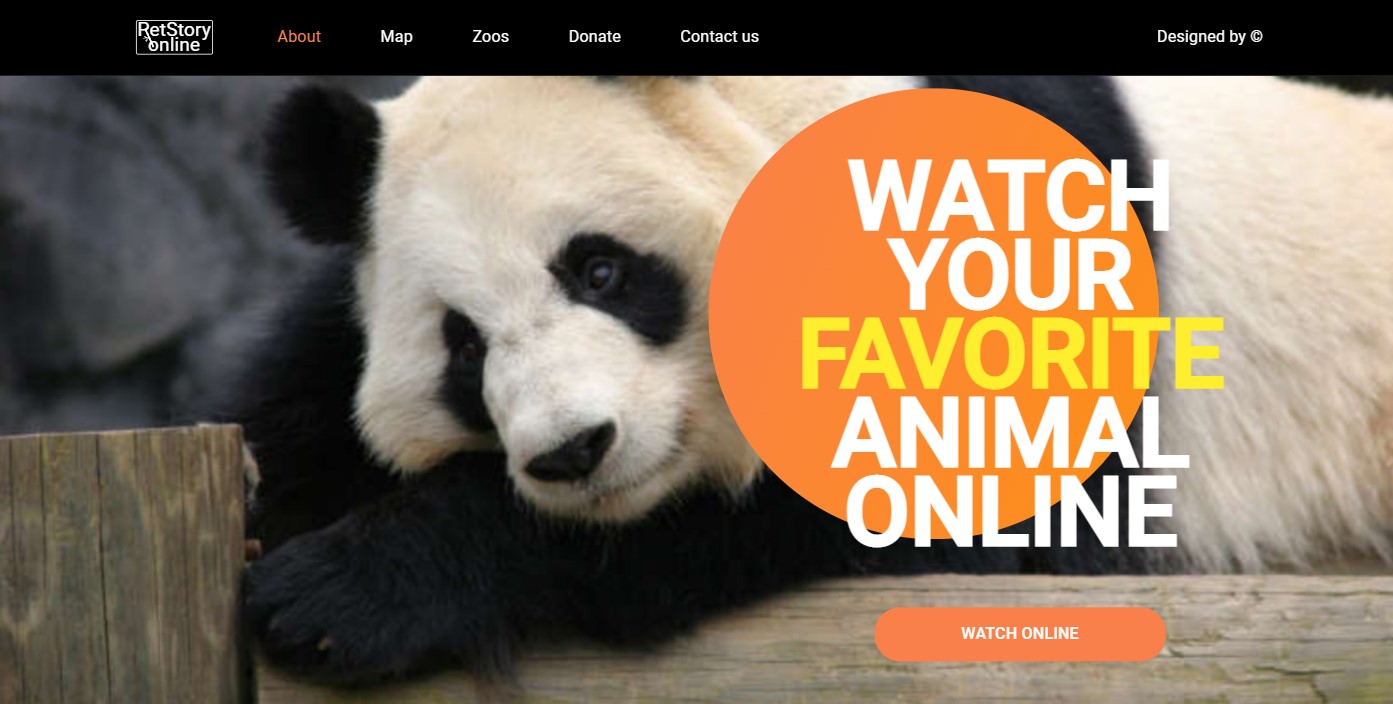 RetStory
online
About
Map
Zoos
Donate
Contact us
Designed by ©
WATCH
YOUR
FAVORITE
ANIMAL
ONLINE
WATCH ONLINE